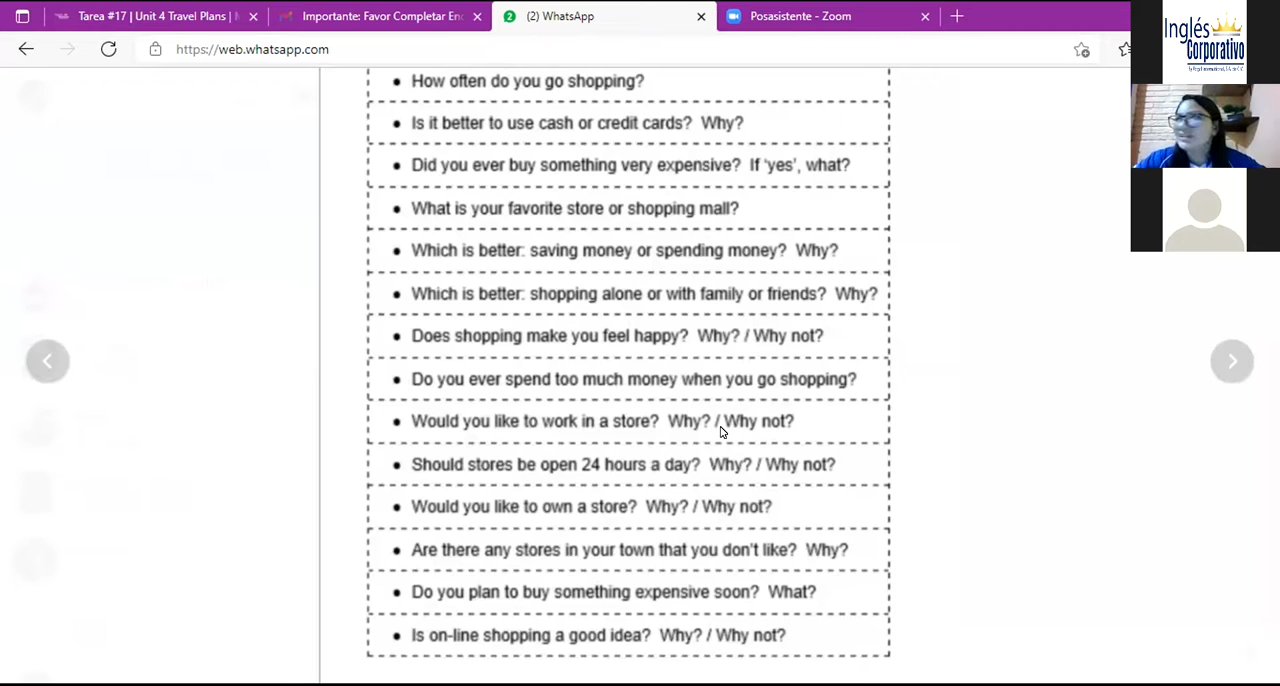 Tarea #17 | Unit 4 Travel Plans |
Importante: Favor Completar En
2
(2) WhatsApp
Posasistente - Zoom
https://web.whatsapp.com
Inglés
Corporativo
• How often do you go shopping?
• Is it better to use cash or credit cards? Why?
• Did you ever buy something very expensive? If 'yes', what?
• What is your favorite store or shopping mall?
• Which is better: saving money or spending money? Why?
• Which is better: shopping alone or with family or friends? Why?
• Does shopping make you feel happy? Why? / Why not?
• Do you ever spend too much money when you go shopping?
• Would you like to work in a store? Why? / Why not?
• Should stores be open 24 hours a day? Why? / Why not?
• Would you like to own a store? Why? / Why not?
• Are there any stores in your town that you don't like? Why?
• Do you plan to buy something expensive soon? What?
• Is on-line shopping a good idea? Why? / Why not?